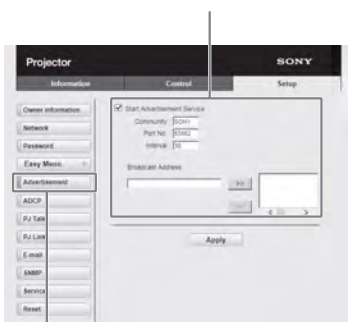 Projector
SONY
Information
Control
Setup
Owner information
Network
Password
Easy Menu
Advertisement
ADCP
PJ Talk
PJ Link
E-mail
SNMP
Service
Reset
Start Advertisement Service
Community SONY
Port No. 53862
Interval 30
Broadcast Address
>>
Apply